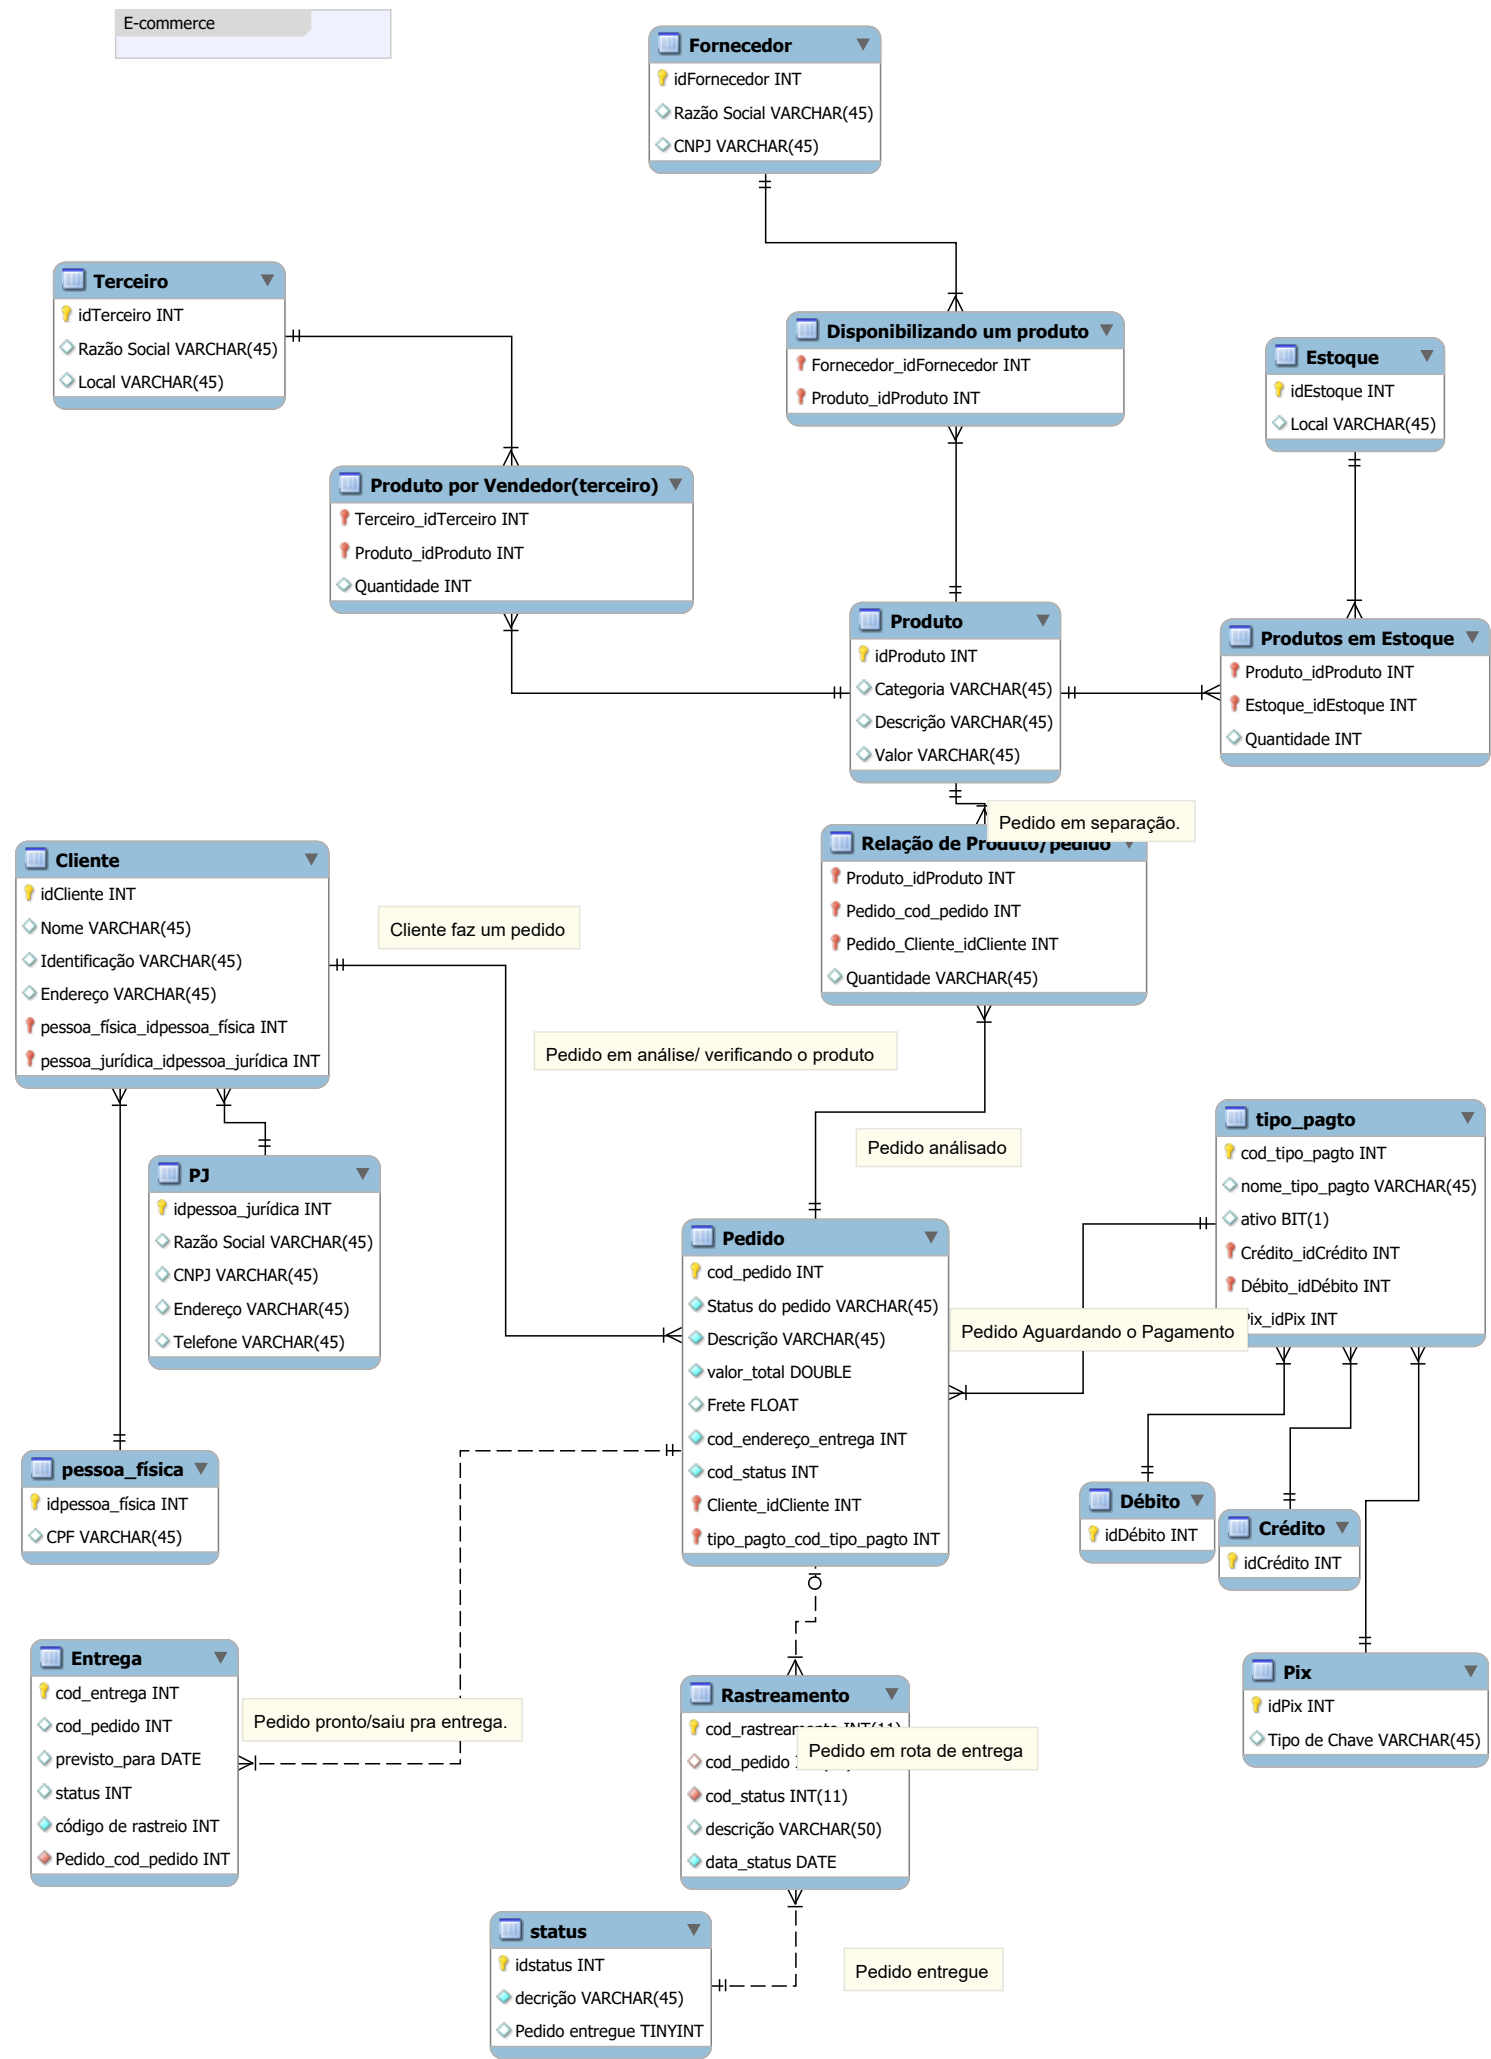 E-commerce
Fornecedor
idFornecedor INT
Razão Social VARCHAR(45)
CNPJ VARCHAR(45)
Terceiro
idTerceiro INT
Razão Social VARCHAR(45)
Local VARCHAR(45)
Disponibilizando um produto
Fornecedor_idFornecedor INT
Produto_idProduto INT
Estoque
idEstoque INT
Local VARCHAR(45)
Produto por Vendedor(terceiro)
Terceiro_idTerceiro INT
Produto_idProduto INT
Quantidade INT
Produto
idProduto INT
Categoria VARCHAR(45)
Descrição VARCHAR(45)
Valor VARCHAR(45)
Produtos em Estoque
Produto_idProduto INT
Estoque_idEstoque INT
Quantidade INT
Pedido em separação.
Relação de Produto/pedido
Produto_idProduto INT
Pedido_cod_pedido INT
Pedido_Cliente_idCliente INT
Quantidade VARCHAR(45)
Cliente
idCliente INT
Nome VARCHAR(45)
Identificação VARCHAR(45)
Endereço VARCHAR(45)
pessoa_física_idpessoa_física INT
pessoa_jurídica_idpessoa_jurídica INT
Cliente faz um pedido
Pedido em análise/ verificando o produto
Pedido análisado
PJ
idpessoa_jurídica INT
Razão Social VARCHAR(45)
CNPJ VARCHAR(45)
Endereço VARCHAR(45)
Telefone VARCHAR(45)
tipo_pagto
cod_tipo_pagto INT
nome_tipo_pagto VARCHAR(45)
ativo BIT(1)
Crédito_idCrédito INT
Débito_idDébito INT
Pix_idPix INT
Pedido
cod_pedido INT
Status do pedido VARCHAR(45)
Descrição VARCHAR(45)
valor_total DOUBLE
Frete FLOAT
cod_endereço_entrega INT
cod_status INT
Cliente_idCliente INT
tipo_pagto_cod_tipo_pagto INT
Pedido Aguardando o Pagamento
pessoa_física
idpessoa_física INT
CPF VARCHAR(45)
Débito
idDébito INT
Crédito
idCrédito INT
Pix
idPix INT
Tipo de Chave VARCHAR(45)
Entrega
cod_entrega INT
cod_pedido INT
previsto_para DATE
status INT
código de rastreio INT
Pedido_cod_pedido INT
Pedido pronto/saiu pra entrega.
Rastreamento
cod_rastreamento INT(11)
cod_pedido
cod_status INT(11)
descrição VARCHAR(50)
data_status DATE
Pedido em rota de entrega
status
idstatus INT
decrição VARCHAR(45)
Pedido entregue TINYINT
Pedido entregue